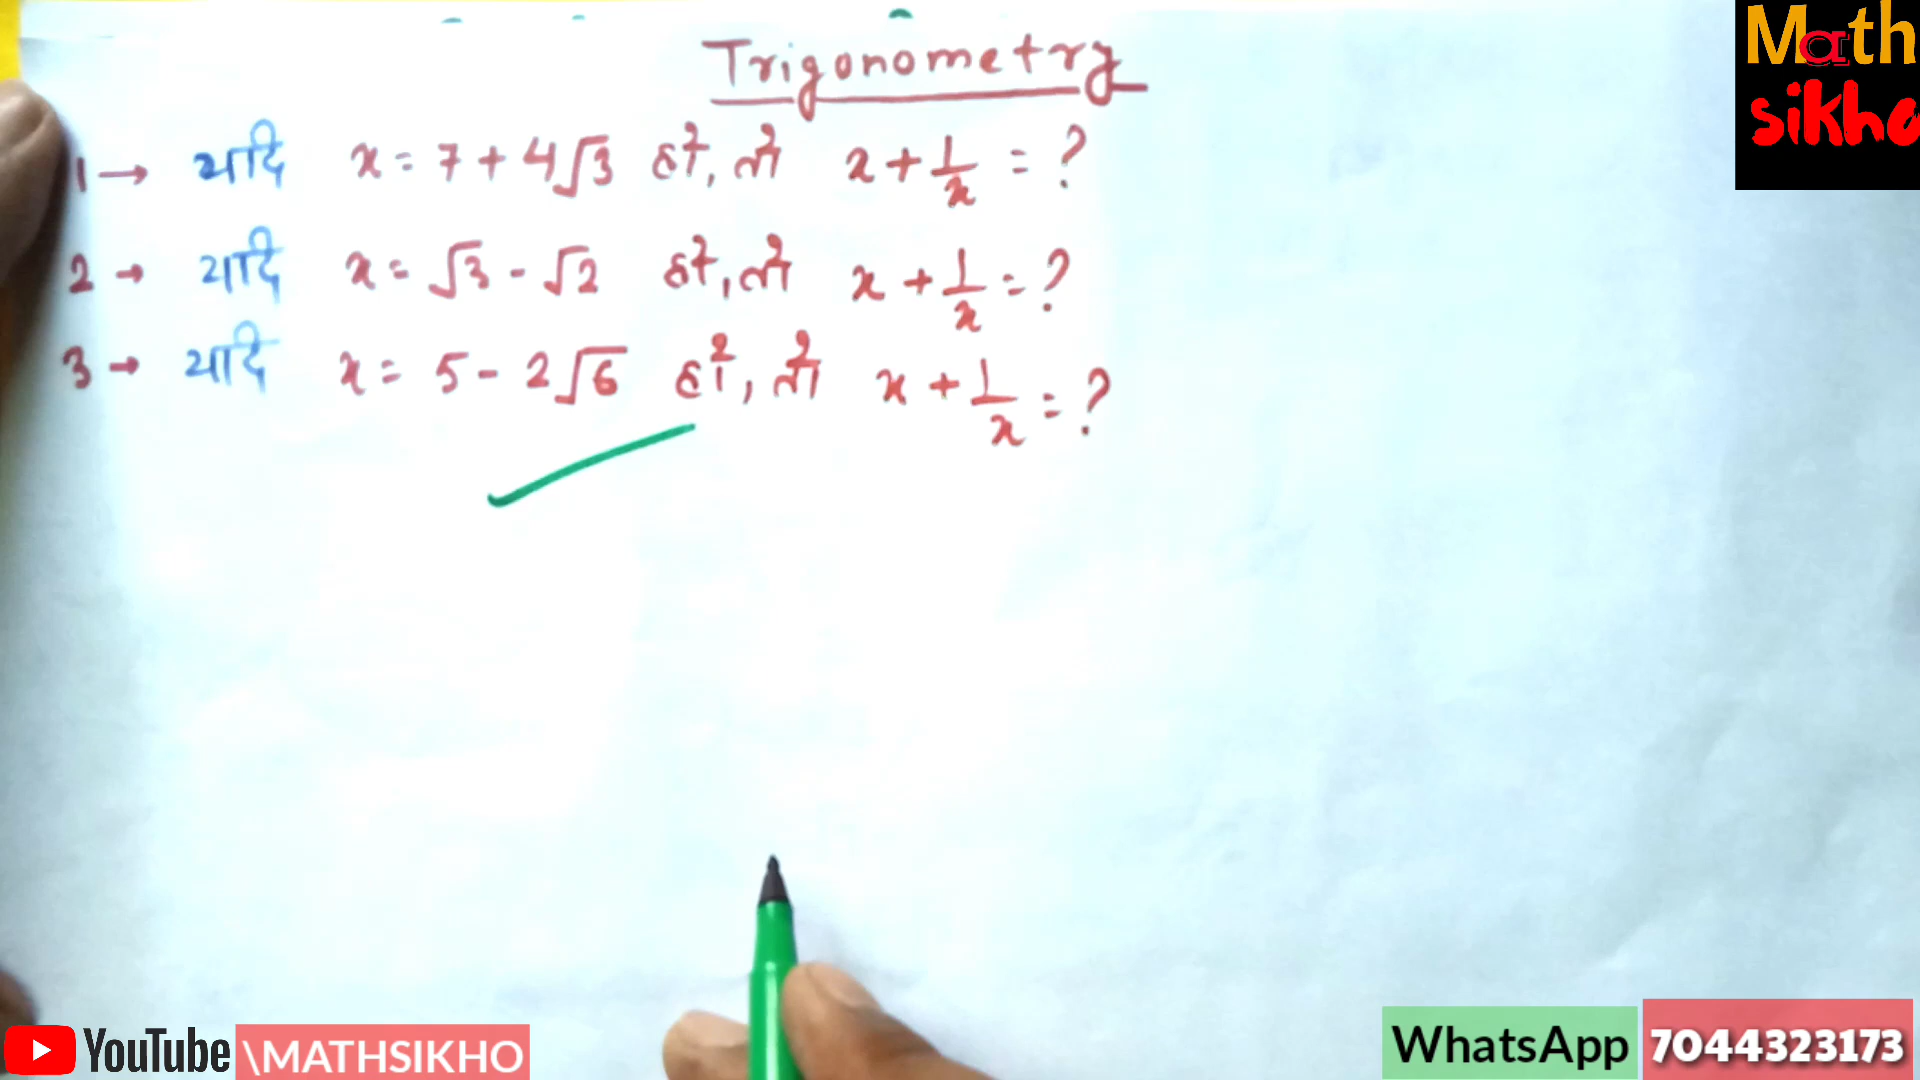 Trigonometry
Math
sikho
1 → यदि x = 7 + 4√3 हो, तो x + 1/x = ?
2 → यदि x = √3 - √2 हो, तो x + 1/x = ?
3 → यदि x = 5 - 2√6 हो, तो x + 1/x = ?
YouTube \MATHSIKHO
WhatsApp 7044323173